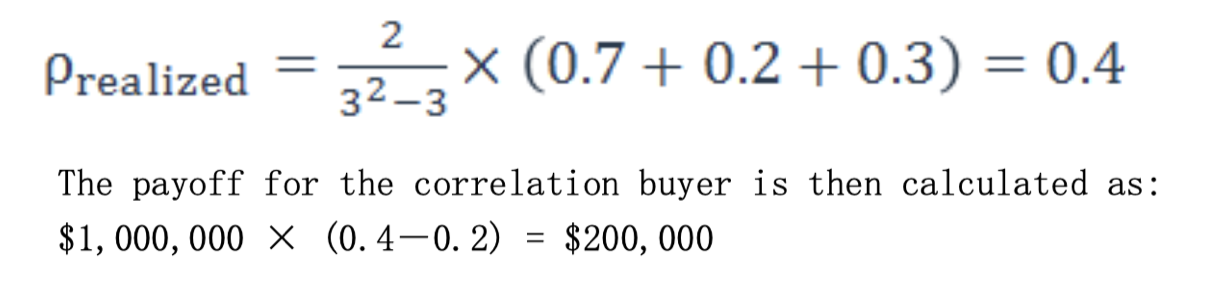 ρrealized = 2/(3²−3) × (0.7 + 0.2 + 0.3) = 0.4
The payoff for the correlation buyer is then calculated as:
$1,000,000 × (0.4−0.2) = $200,000